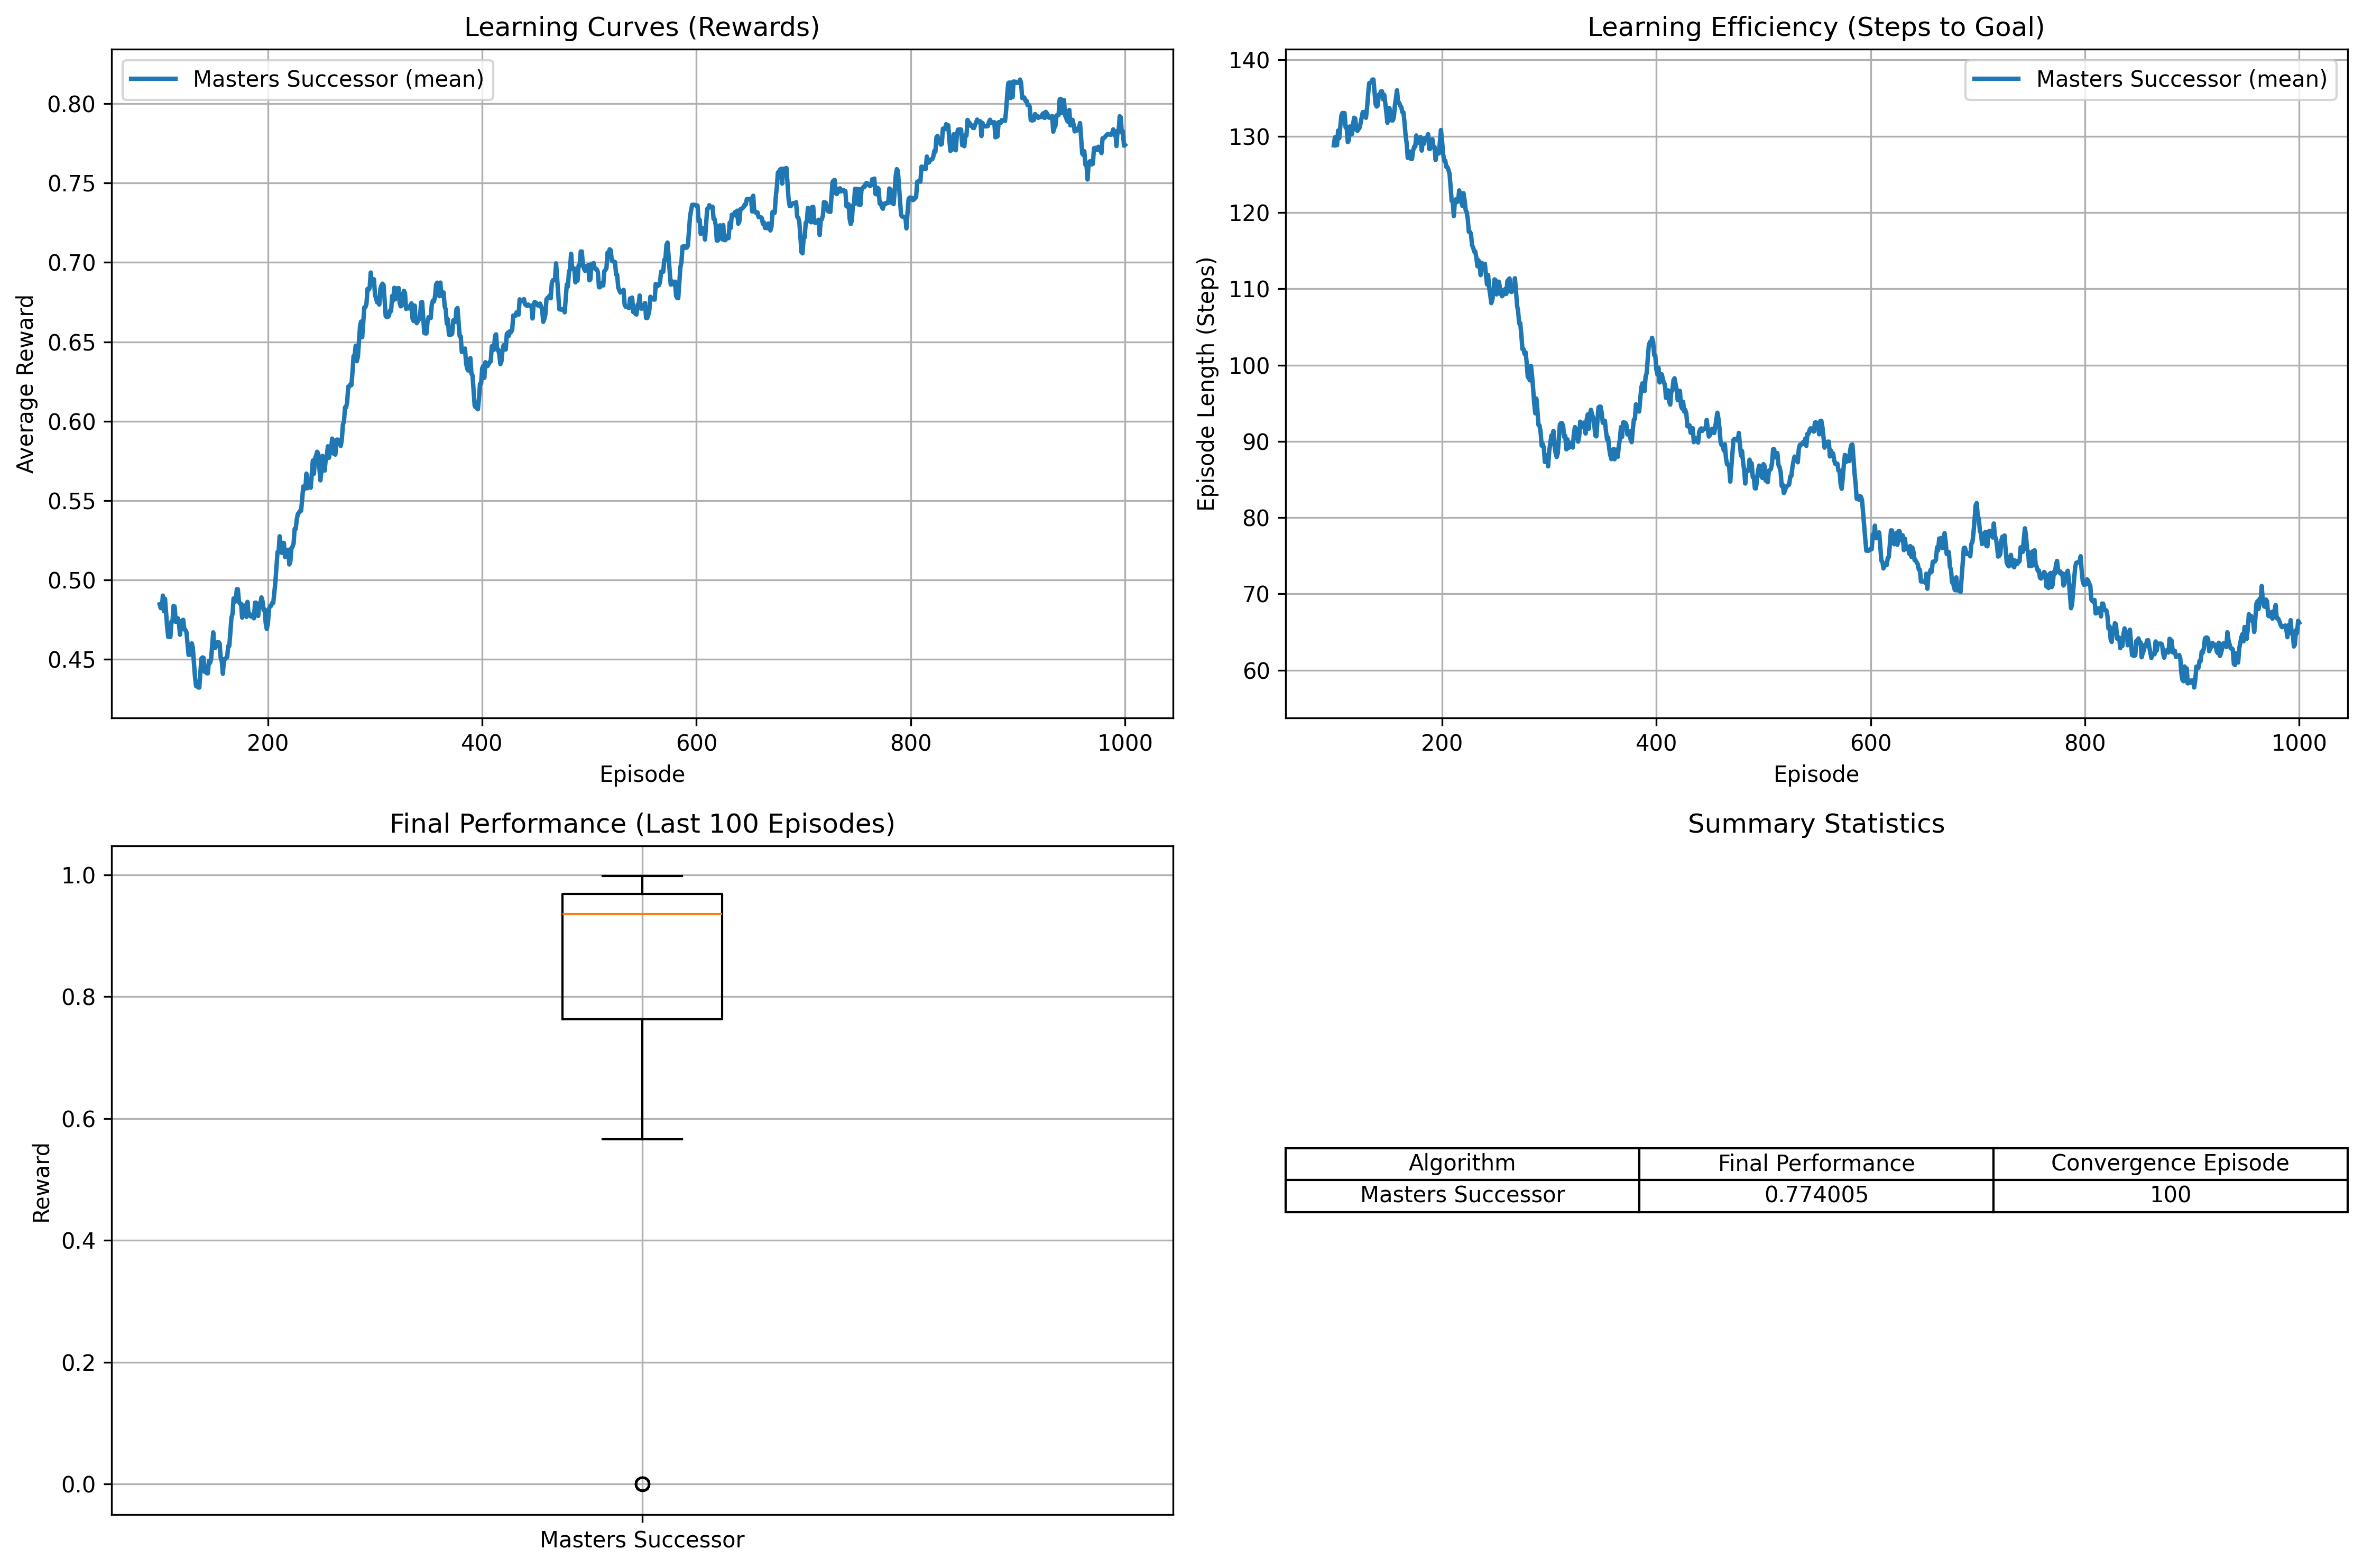 Learning Curves (Rewards)
Masters Successor (mean)
Average Reward
0.80
0.75
0.70
0.65
0.60
0.55
0.50
0.45
200 400 600 800 1000
Episode
Learning Efficiency (Steps to Goal)
Masters Successor (mean)
Episode Length (Steps)
140
130
120
110
100
90
80
70
60
200 400 600 800 1000
Episode
Final Performance (Last 100 Episodes)
Reward
1.0
0.8
0.6
0.4
0.2
0.0
Masters Successor
Summary Statistics
Algorithm Final Performance Convergence Episode
Masters Successor 0.774005 100